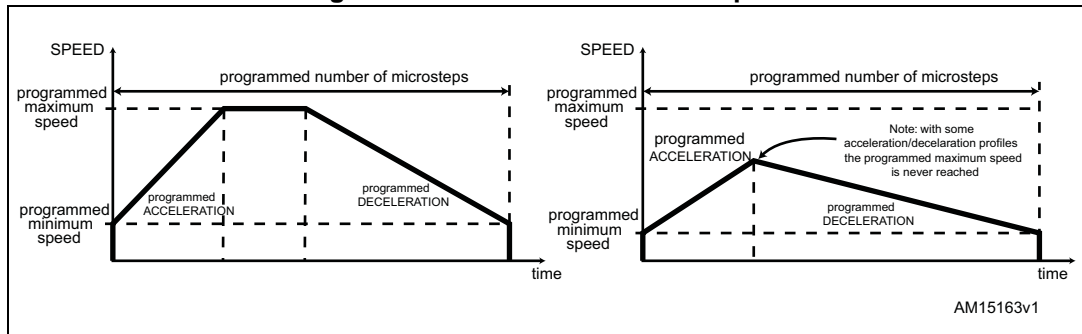 SPEED
programmed number of microsteps
programmed
maximum
speed
programmed
ACCELERATION
programmed
DECELERATION
programmed
minimum
speed
time
SPEED
programmed number of microsteps
programmed
maximum
speed
programmed
ACCELERATION
Note: with some
acceleration/decelaration profiles
the programmed maximum speed
is never reached
programmed
DECELERATION
programmed
minimum
speed
time
AM15163v1